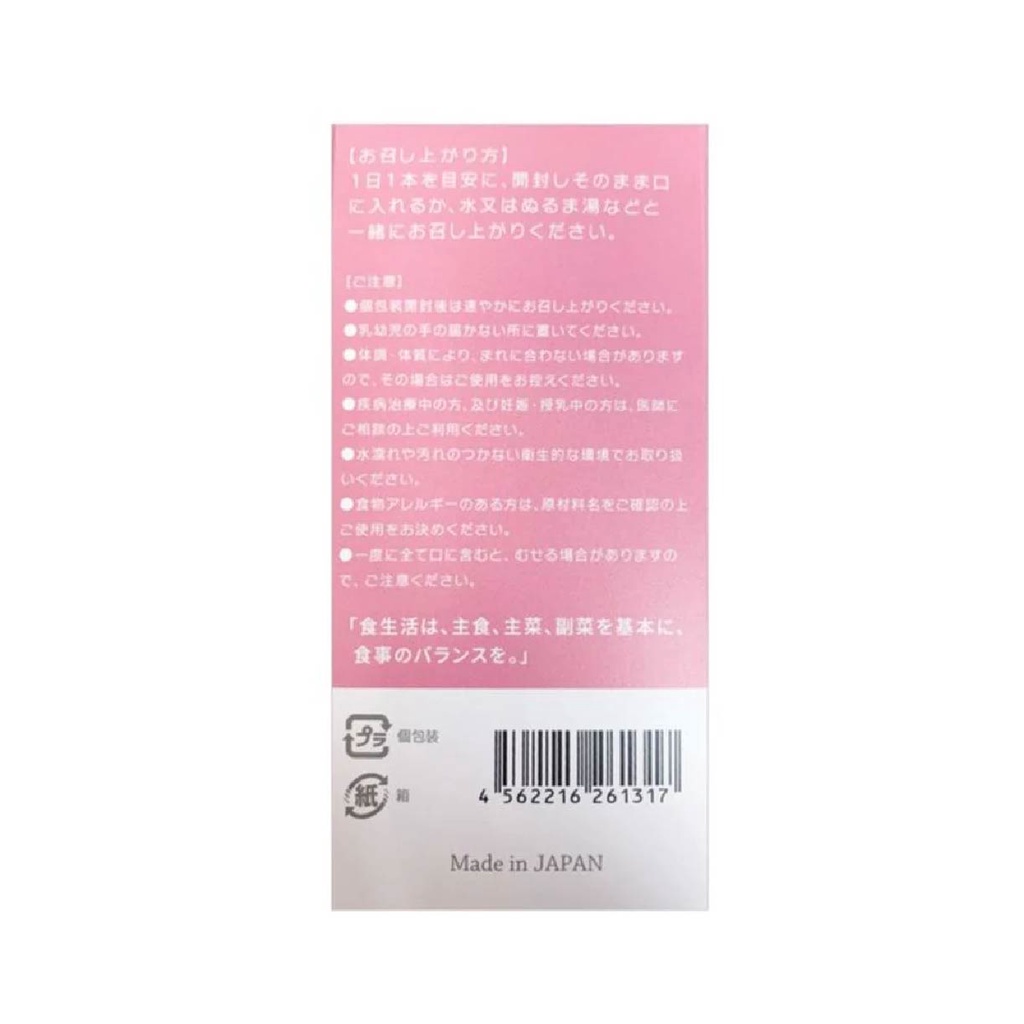 【お召し上がり方】
1日1本を目安に、開封しそのまま口
に入れるか、水又はぬるま湯などと
一緒にお召し上がりください。
【ご注意】
●個包装開封後は速やかにお召し上がりください。
●乳幼児の手の届かない所に置いてください。
●体調・体質により、まれに合わない場合があります
ので、その場合はご使用をお控えください。
●疾病治療中の方、及び妊娠・授乳中の方は、医師に
ご相談の上ご利用ください。
●水濡れや汚れのつかない衛生的な環境でお取り扱
いください。
●食物アレルギーのある方は、原材料名をご確認の上
ご使用をお決めください。
●一度に全て口に含むと、むせる場合がありますの
で、ご注意ください。
「食生活は、主食、主菜、副菜を基本に、
食事のバランスを。」
プラ 個包装
紙 箱
4 562216 261317
Made in JAPAN